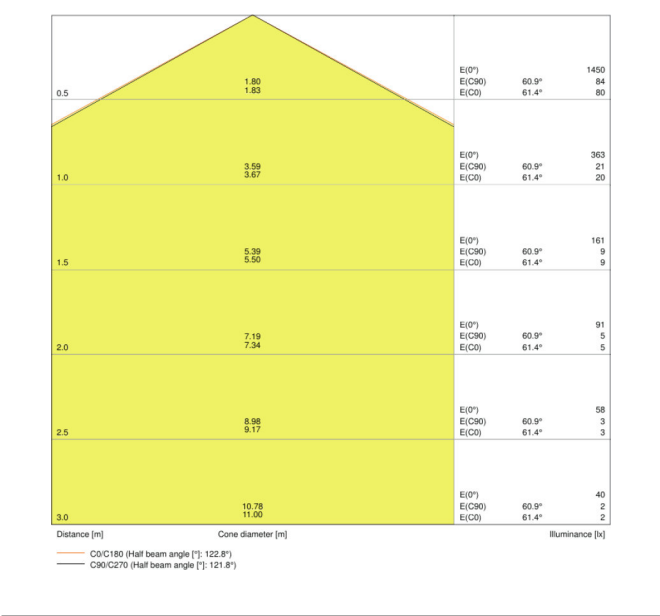 E(0°) 1450
1.80 E(C90) 60.9° 84
0.5 1.83 E(C0) 61.4° 80
E(0°) 363
3.59 E(C90) 60.9° 21
1.0 3.67 E(C0) 61.4° 20
E(0°) 161
5.39 E(C90) 60.9° 9
1.5 5.50 E(C0) 61.4° 9
E(0°) 91
7.19 E(C90) 60.9° 5
2.0 7.34 E(C0) 61.4° 5
E(0°) 58
8.98 E(C90) 60.9° 3
2.5 9.17 E(C0) 61.4° 3
E(0°) 40
10.78 E(C90) 60.9° 2
3.0 11.00 E(C0) 61.4° 2
Distance [m] Cone diameter [m] Illuminance [lx]
C0/C180 (Half beam angle [°]: 122.8°)
C90/C270 (Half beam angle [°]: 121.8°)